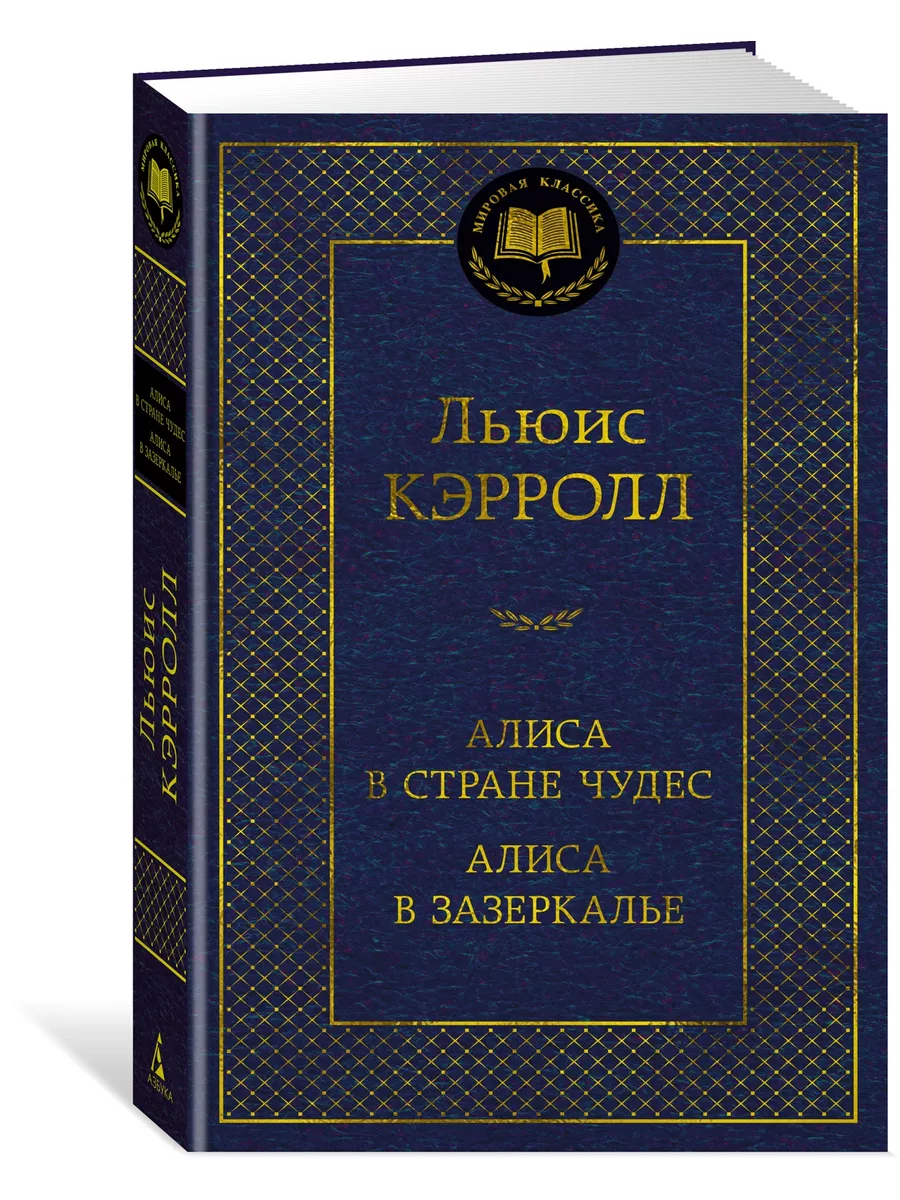 МИРОВАЯ КЛАССИКА
Льюис
КЭРРОЛЛ
АЛИСА
В СТРАНЕ ЧУДЕС
АЛИСА
В ЗАЗЕРКАЛЬЕ
МИРОВАЯ КЛАССИКА
АЛИСА
В СТРАНЕ ЧУДЕС
АЛИСА
В ЗАЗЕРКАЛЬЕ
Льюис
КЭРРОЛЛ
АЗБУКА